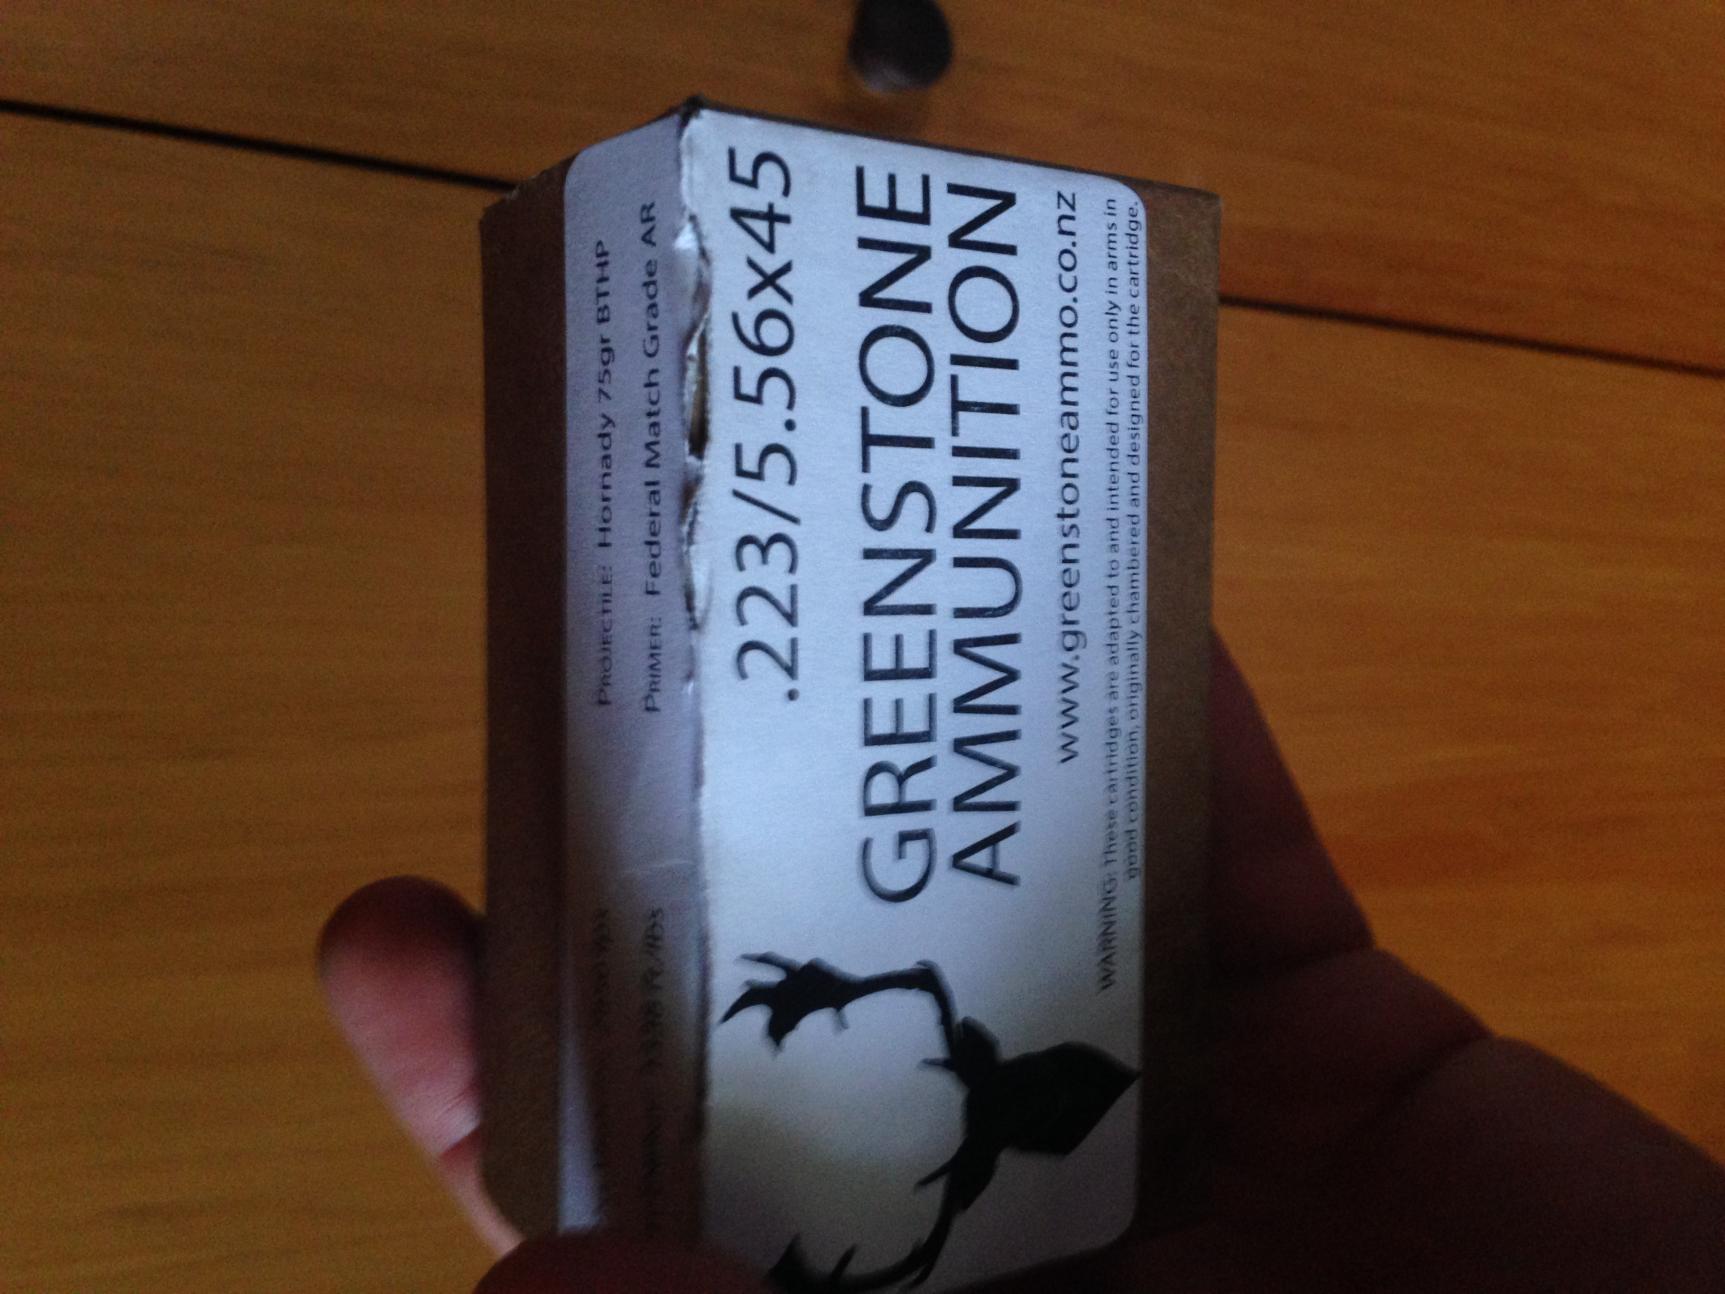 PROJECTILE: Hornady 75gr BTHP
PRIMER: Federal Match Grade AR
.223/5.56x45
GREENSTONE
AMMUNITION
www.greenstoneammo.co.nz
WARNING: These cartridges are adapted to and intended for use only in arms in
good condition, originally chambered and designed for the cartridge.